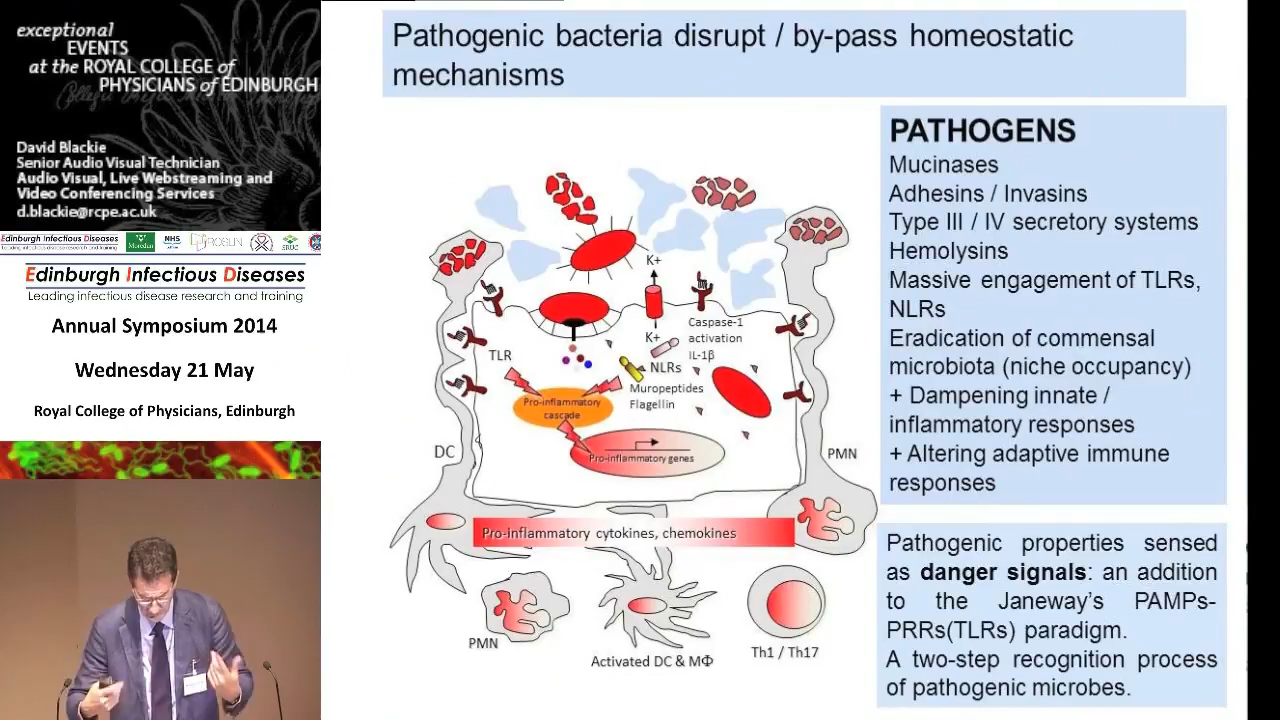 exceptional
EVENTS
at the ROYAL COLLEGE of
PHYSICIANS of EDINBURGH
David Blackie
Senior Audio Visual Technician
Audio Visual, Live Webstreaming and
Video Conferencing Services
d.blackie@rcpe.ac.uk
Edinburgh Infectious Diseases
Moredun
NHS
ROSLIN
SRUC
Edinburgh Infectious Diseases
Leading infectious disease research and training
Annual Symposium 2014
Wednesday 21 May
Royal College of Physicians, Edinburgh
Pathogenic bacteria disrupt / by-pass homeostatic
mechanisms
K+
K+
Caspase-1
activation
IL-1β
TLR
NLRs
Muropeptides
Flagellin
Pro-inflammatory
cascade
Pro-inflammatory genes
DC
PMN
Pro-inflammatory cytokines, chemokines
PMN
Activated DC & MΦ
Th1 / Th17
PATHOGENS
Mucinases
Adhesins / Invasins
Type III / IV secretory systems
Hemolysins
Massive engagement of TLRs,
NLRs
Eradication of commensal
microbiota (niche occupancy)
+ Dampening innate /
inflammatory responses
+ Altering adaptive immune
responses
Pathogenic properties sensed
as danger signals: an addition
to the Janeway's PAMPs-
PRRs(TLRs) paradigm.
A two-step recognition process
of pathogenic microbes.